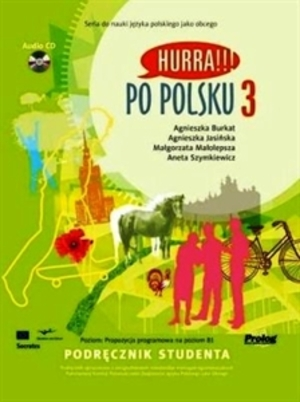 Seria do nauki języka polskiego jako obcego
Audio CD
HURRA!!!
PO POLSKU 3
Agnieszka Burkat
Agnieszka Jasińska
Małgorzata Małolepsza
Aneta Szymkiewicz
Poziom: Propozycja programowa na poziom B1
Socrates
Prolog
PODRĘCZNIK STUDENTA